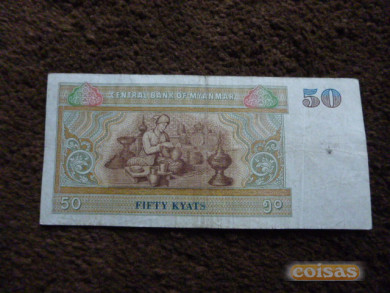 CENTRAL BANK OF MYANMAR
50
50
FIFTY KYATS
၅၀
coisas